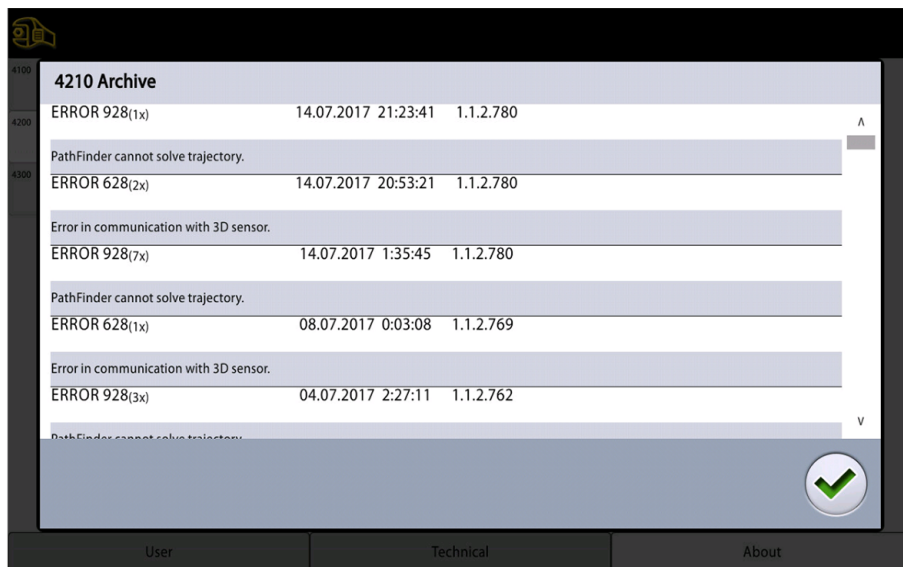 4100
4200
4300
4210 Archive
ERROR 928(1x) 14.07.2017 21:23:41 1.1.2.780
PathFinder cannot solve trajectory.
ERROR 628(2x) 14.07.2017 20:53:21 1.1.2.780
Error in communication with 3D sensor.
ERROR 928(7x) 14.07.2017 1:35:45 1.1.2.780
PathFinder cannot solve trajectory.
ERROR 628(1x) 08.07.2017 0:03:08 1.1.2.769
Error in communication with 3D sensor.
ERROR 928(3x) 04.07.2017 2:27:11 1.1.2.762
PathFinder cannot solve trajectory.
User Technical About